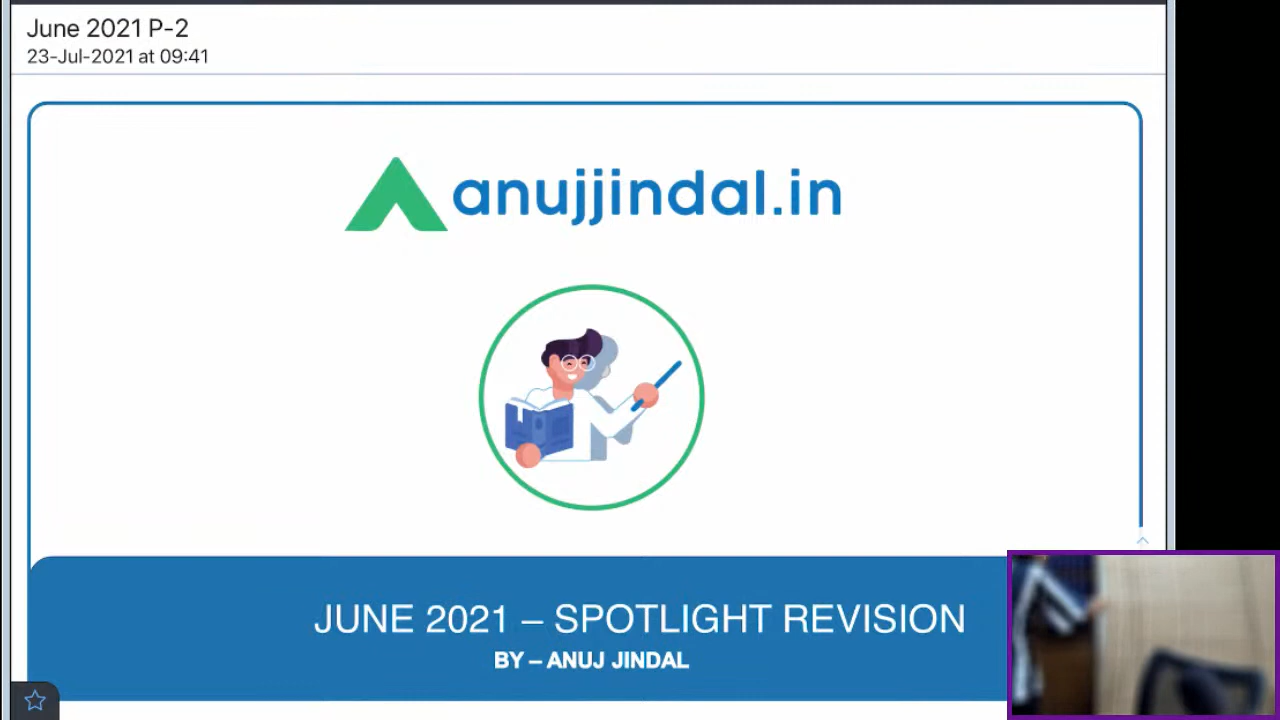 June 2021 P-2
23-Jul-2021 at 09:41
anujjindal.in
JUNE 2021 – SPOTLIGHT REVISION
BY – ANUJ JINDAL